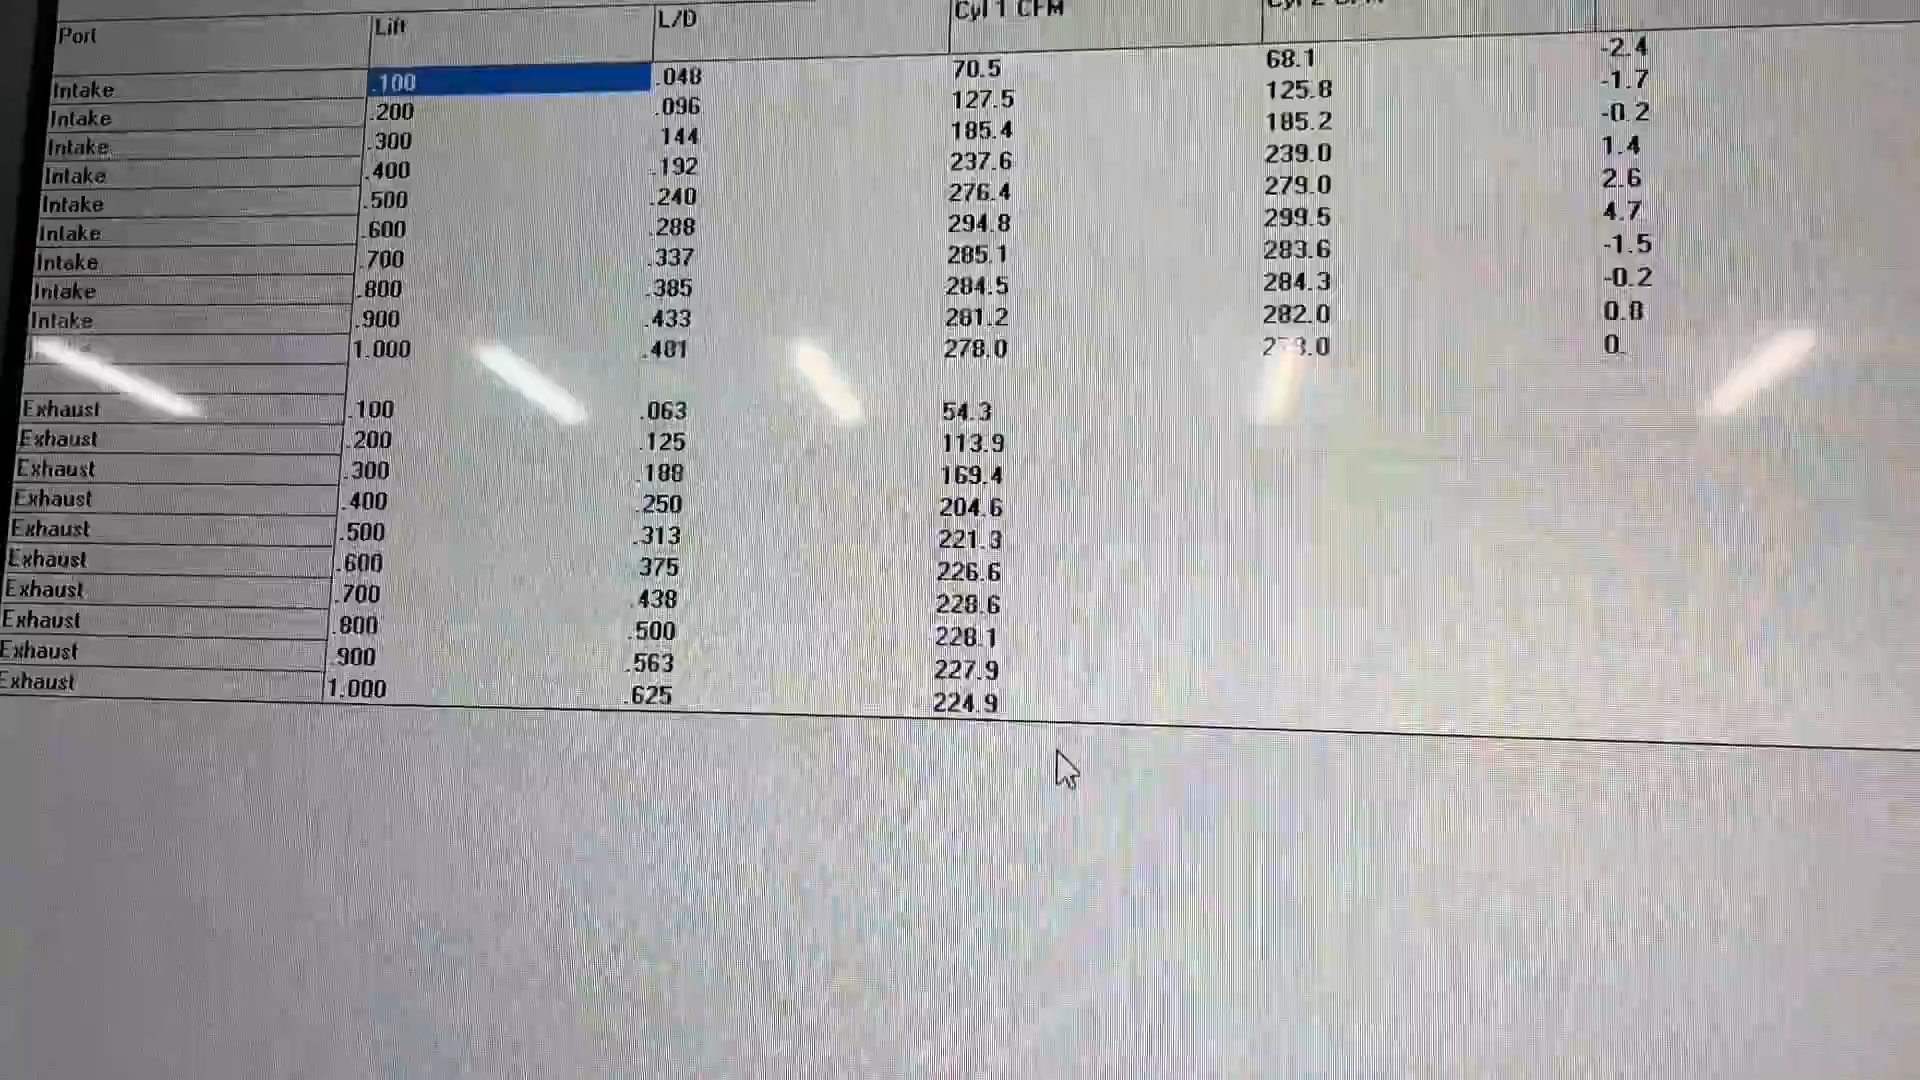 Port Lift L/D Cyl 1 CFM Cyl 2 CFM
Intake .100 .048 70.5 68.1 -2.4
Intake .200 .096 127.5 125.8 -1.7
Intake .300 .144 185.4 185.2 -0.2
Intake .400 .192 237.6 239.0 1.4
Intake .500 .240 276.4 279.0 2.6
Intake .600 .288 294.8 299.5 4.7
Intake .700 .337 285.1 283.6 -1.5
Intake .800 .385 284.5 284.3 -0.2
Intake .900 .433 281.2 282.0 0.8
1.000 .481 278.0 278.0 0
Exhaust .100 .063 54.3
Exhaust .200 .125 113.9
Exhaust .300 .188 169.4
Exhaust .400 .250 204.6
Exhaust .500 .313 221.3
Exhaust .600 .375 226.6
Exhaust .700 .438 228.6
Exhaust .800 .500 228.1
Exhaust .900 .563 227.9
Exhaust 1.000 .625 224.9